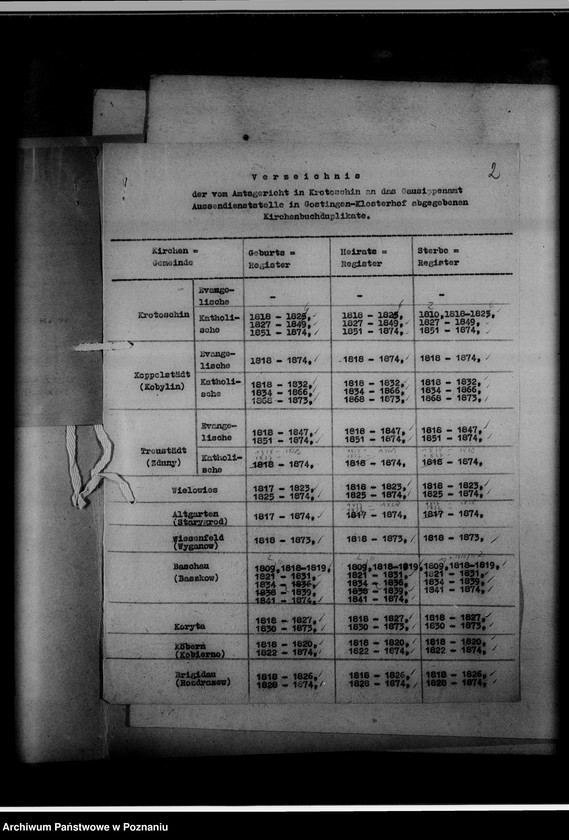 2
Verzeichnis
der vom Amtsgericht in Krotoschin an das Gausippenamt
Aussendienststelle in Gostingen-Klosterhof abgegebenen
Kirchenbuchduplikate.
Kirchen = Geburts = Heirats = Sterbe =
Gemeinde Register Register Register
Evange-
lische - - -
Krotoschin Katholi- 1818 - 1825, 1818 - 1825, 1810,1818-1825,
sche 1827 - 1849, 1827 - 1849, 1827 - 1849,
1851 - 1874, 1851 - 1874, 1851 - 1874,
Evange-
lische 1818 - 1874, 1818 - 1874, 1818 - 1874,
Koppelstädt
(Kobylin) Katholi- 1818 - 1832, 1818 - 1832, 1818 - 1832,
sche 1834 - 1866, 1834 - 1866, 1834 - 1866,
1868 - 1873, 1868 - 1873, 1868 - 1873,
Evange- 1818 - 1847, 1818 - 1847, 1818 - 1847,
lische 1851 - 1874, 1851 - 1874, 1851 - 1874,
Treustädt
(Zduny) Katholi-
sche 1818 - 1874, 1818 - 1874, 1818 - 1874,
Wielowies 1817 - 1823, 1818 - 1823, 1818 - 1823,
1825 - 1874, 1825 - 1874, 1825 - 1874,
Altgarten
(Starygrod) 1817 - 1874, 1817 - 1874, 1817 - 1874,
Wiesenfeld
(Wyganow) 1818 - 1873, 1818 - 1873, 1818 - 1873,
Baschau 1809,1818-1819, 1809,1818-1819, 1809,1818-1819,
(Baszkow) 1821 - 1831, 1821 - 1831, 1821 - 1831,
1834 - 1836, 1834 - 1836, 1834 - 1839,
1838 - 1839, 1838 - 1839, 1841 - 1874,
1841 - 1874, 1841 - 1874,
Koryta 1818 - 1827, 1818 - 1827, 1818 - 1827,
1830 - 1873, 1830 - 1873, 1830 - 1873,
Köbern 1818 - 1820, 1818 - 1820, 1818 - 1820,
(Kobierno) 1822 - 1874, 1822 - 1874, 1822 - 1874,
Brigidau 1818 - 1826, 1818 - 1826, 1818 - 1826,
(Rozdrazew) 1828 - 1874, 1828 - 1874, 1828 - 1874,
Archiwum Państwowe w Poznaniu